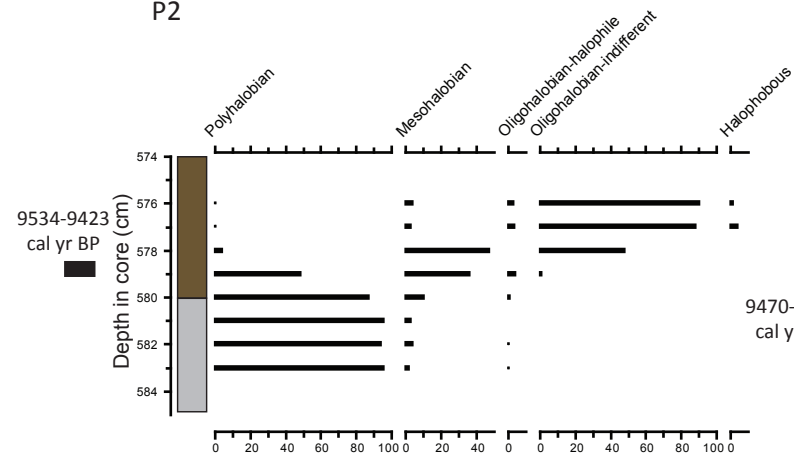 P2
Polyhalobian
Mesohalobian
Oligohalobian-halophile
Oligohalobian-indifferent
Halophobous
574
576
578
580
582
584
Depth in core (cm)
9534-9423
cal yr BP
9470-
cal y
0 20 40 60 80 100 0 20 40 0 0 20 40 60 80 100 0